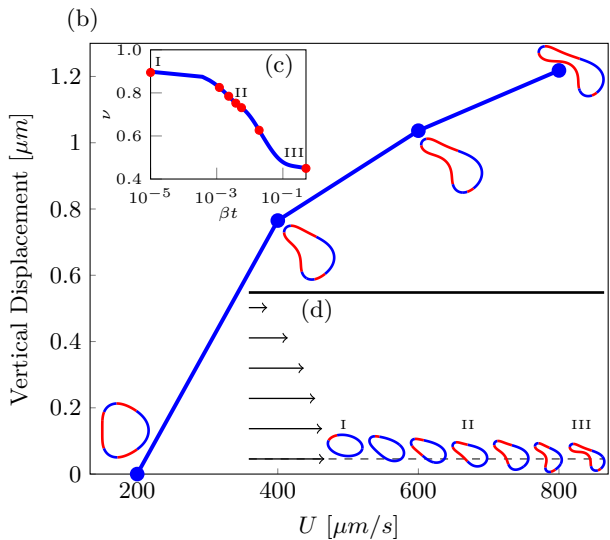 (b)
Vertical Displacement [μm]
1.2
1
0.8
0.6
0.4
0.2
0
200
400
600
800
U [μm/s]
(c)
ν
1.0
0.8
0.6
0.4
10⁻⁵
10⁻³
10⁻¹
βt
I
II
III
(d)
I
II
III